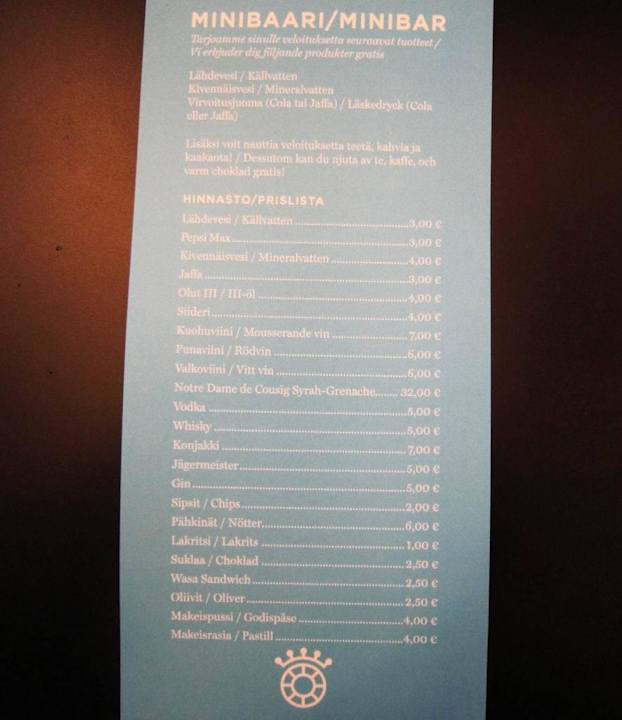 MINIBAARI/MINIBAR
Tarjoamme sinulle veloituksetta seuraavat tuotteet /
Vi erbjuder dig följande produkter gratis
Lähdevesi / Källvatten
Kivennäisvesi / Mineralvatten
Virvoitusjuoma (Cola tai Jaffa) / Läskedryck (Cola
eller Jaffa)
Lisäksi voit nauttia veloituksetta teetä, kahvia ja
kaakaota! / Dessutom kan du njuta av te, kaffe, och
varm choklad gratis!
HINNASTO/PRISLISTA
Lähdevesi / Källvatten 3,00 €
Pepsi Max 3,00 €
Kivennäisvesi / Mineralvatten 4,00 €
Jaffa 3,00 €
Olut III / III-öl 4,00 €
Siideri 4,00 €
Kuohuviini / Mousserande vin 7,00 €
Punaviini / Rödvin 6,00 €
Valkoviini / Vitt vin 6,00 €
Notre Dame de Cousig Syrah-Grenache 32,00 €
Vodka 5,00 €
Whisky 5,00 €
Konjakki 7,00 €
Jägermeister 5,00 €
Gin 5,00 €
Sipsit / Chips 2,00 €
Pähkinät / Nötter 6,00 €
Lakritsi / Lakrits 1,00 €
Suklaa / Choklad 2,50 €
Wasa Sandwich 2,50 €
Oliivit / Oliver 2,50 €
Makeispussi / Godispåse 4,00 €
Makeisrasia / Pastill 4,00 €